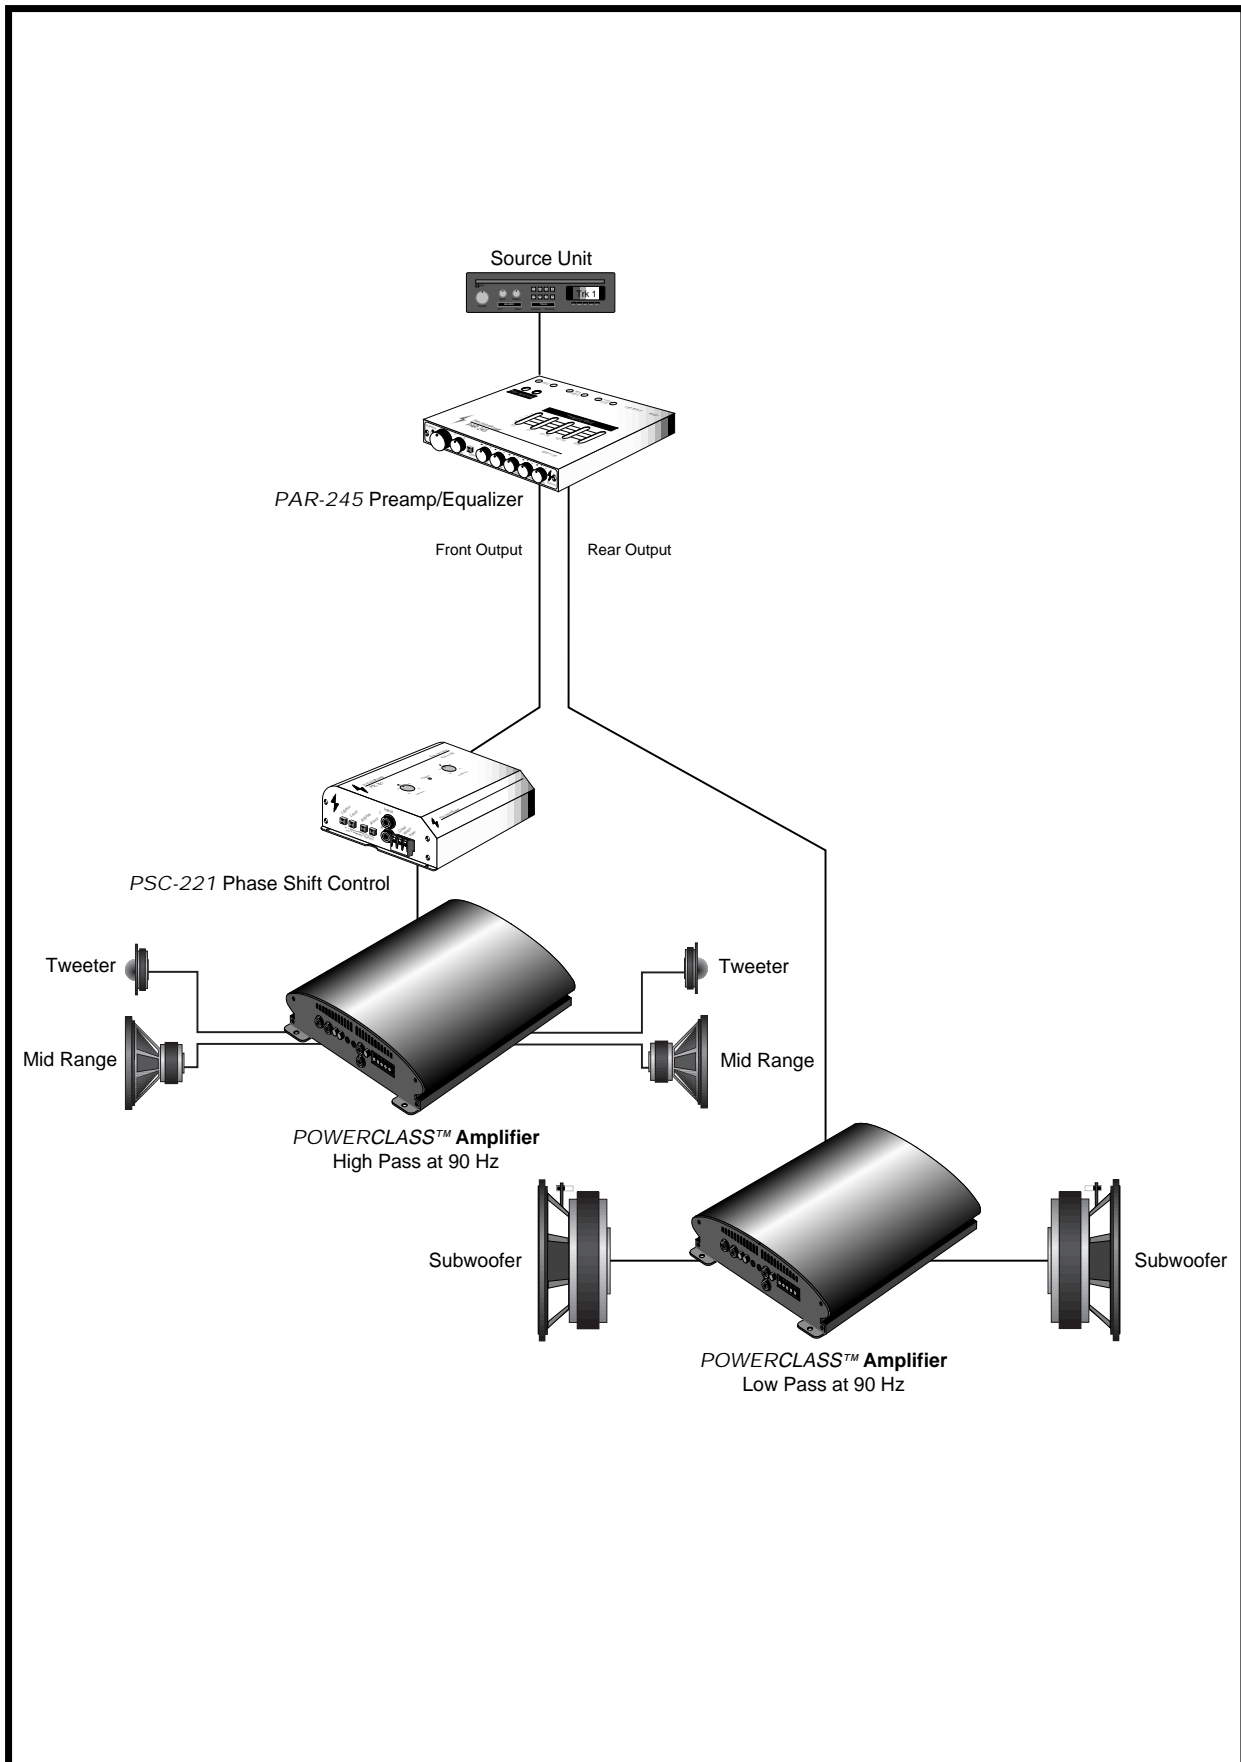 Source Unit
Trk 1
PAR-245 Preamp/Equalizer
Front Output
Rear Output
PSC-221 Phase Shift Control
Tweeter
Tweeter
Mid Range
Mid Range
POWERCLASS™ Amplifier
High Pass at 90 Hz
Subwoofer
Subwoofer
POWERCLASS™ Amplifier
Low Pass at 90 Hz